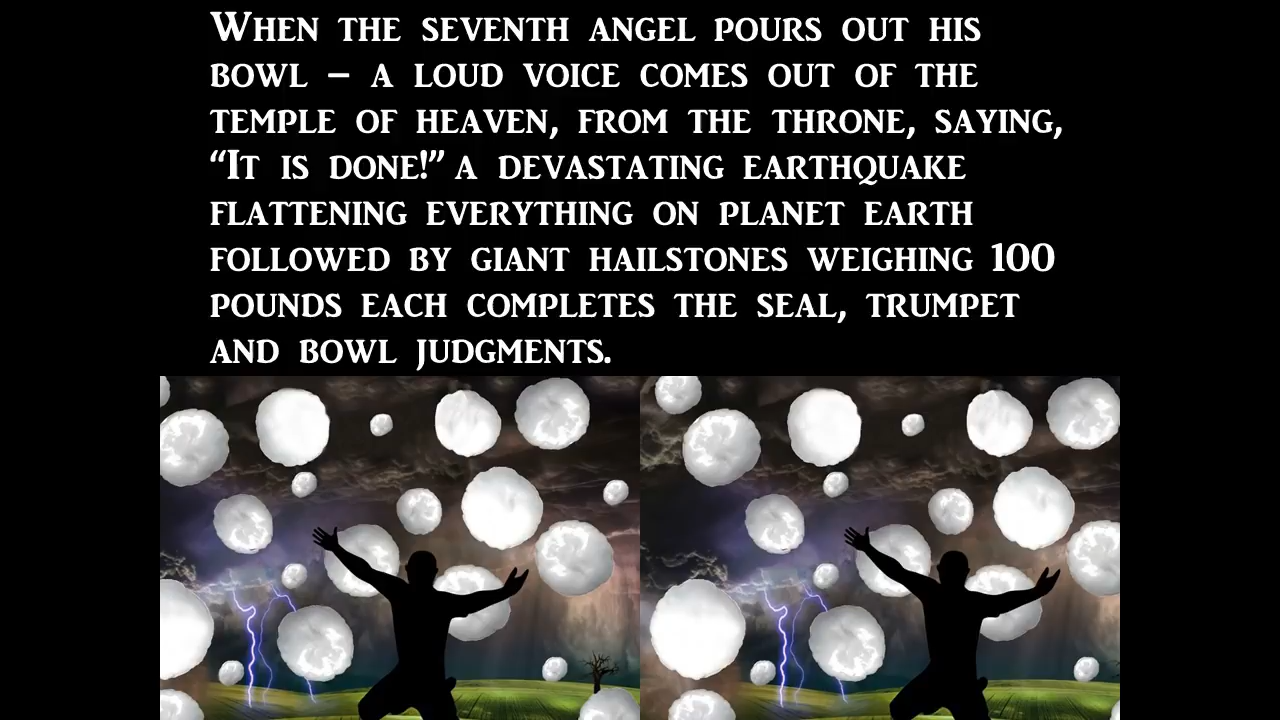 When the seventh angel pours out his
bowl – a loud voice comes out of the
temple of heaven, from the throne, saying,
“It is done!” a devastating earthquake
flattening everything on planet earth
followed by giant hailstones weighing 100
pounds each completes the seal, trumpet
and bowl judgments.